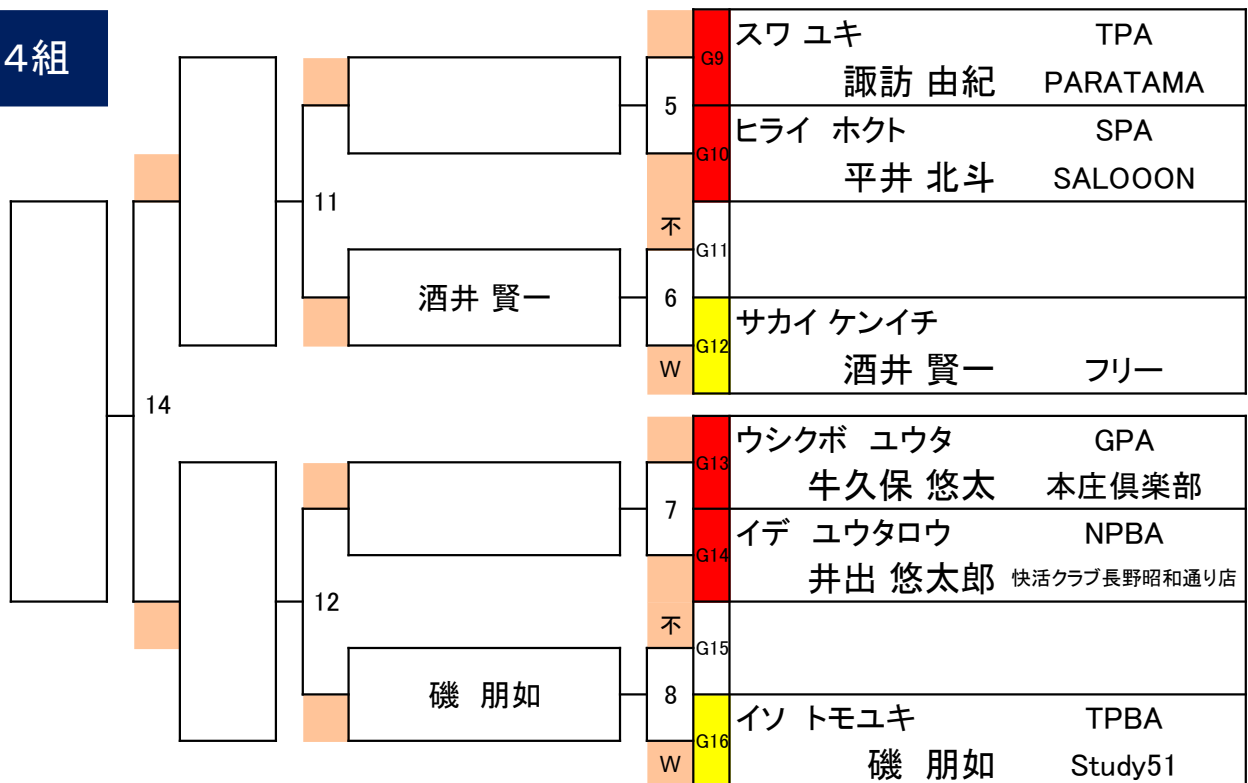 4組
スワ ユキ TPA
G9
諏訪 由紀 PARATAMA
5
ヒライ ホクト SPA
G10
平井 北斗 SALOOON
11
不
G11
酒井 賢一
6
サカイ ケンイチ
G12
酒井 賢一 フリー
W
14
ウシクボ ユウタ GPA
G13
牛久保 悠太 本庄倶楽部
7
イデ ユウタロウ NPBA
G14
井出 悠太郎 快活クラブ長野昭和通り店
12
不
G15
磯 朋如
8
イソ トモユキ TPBA
G16
磯 朋如 Study51
W